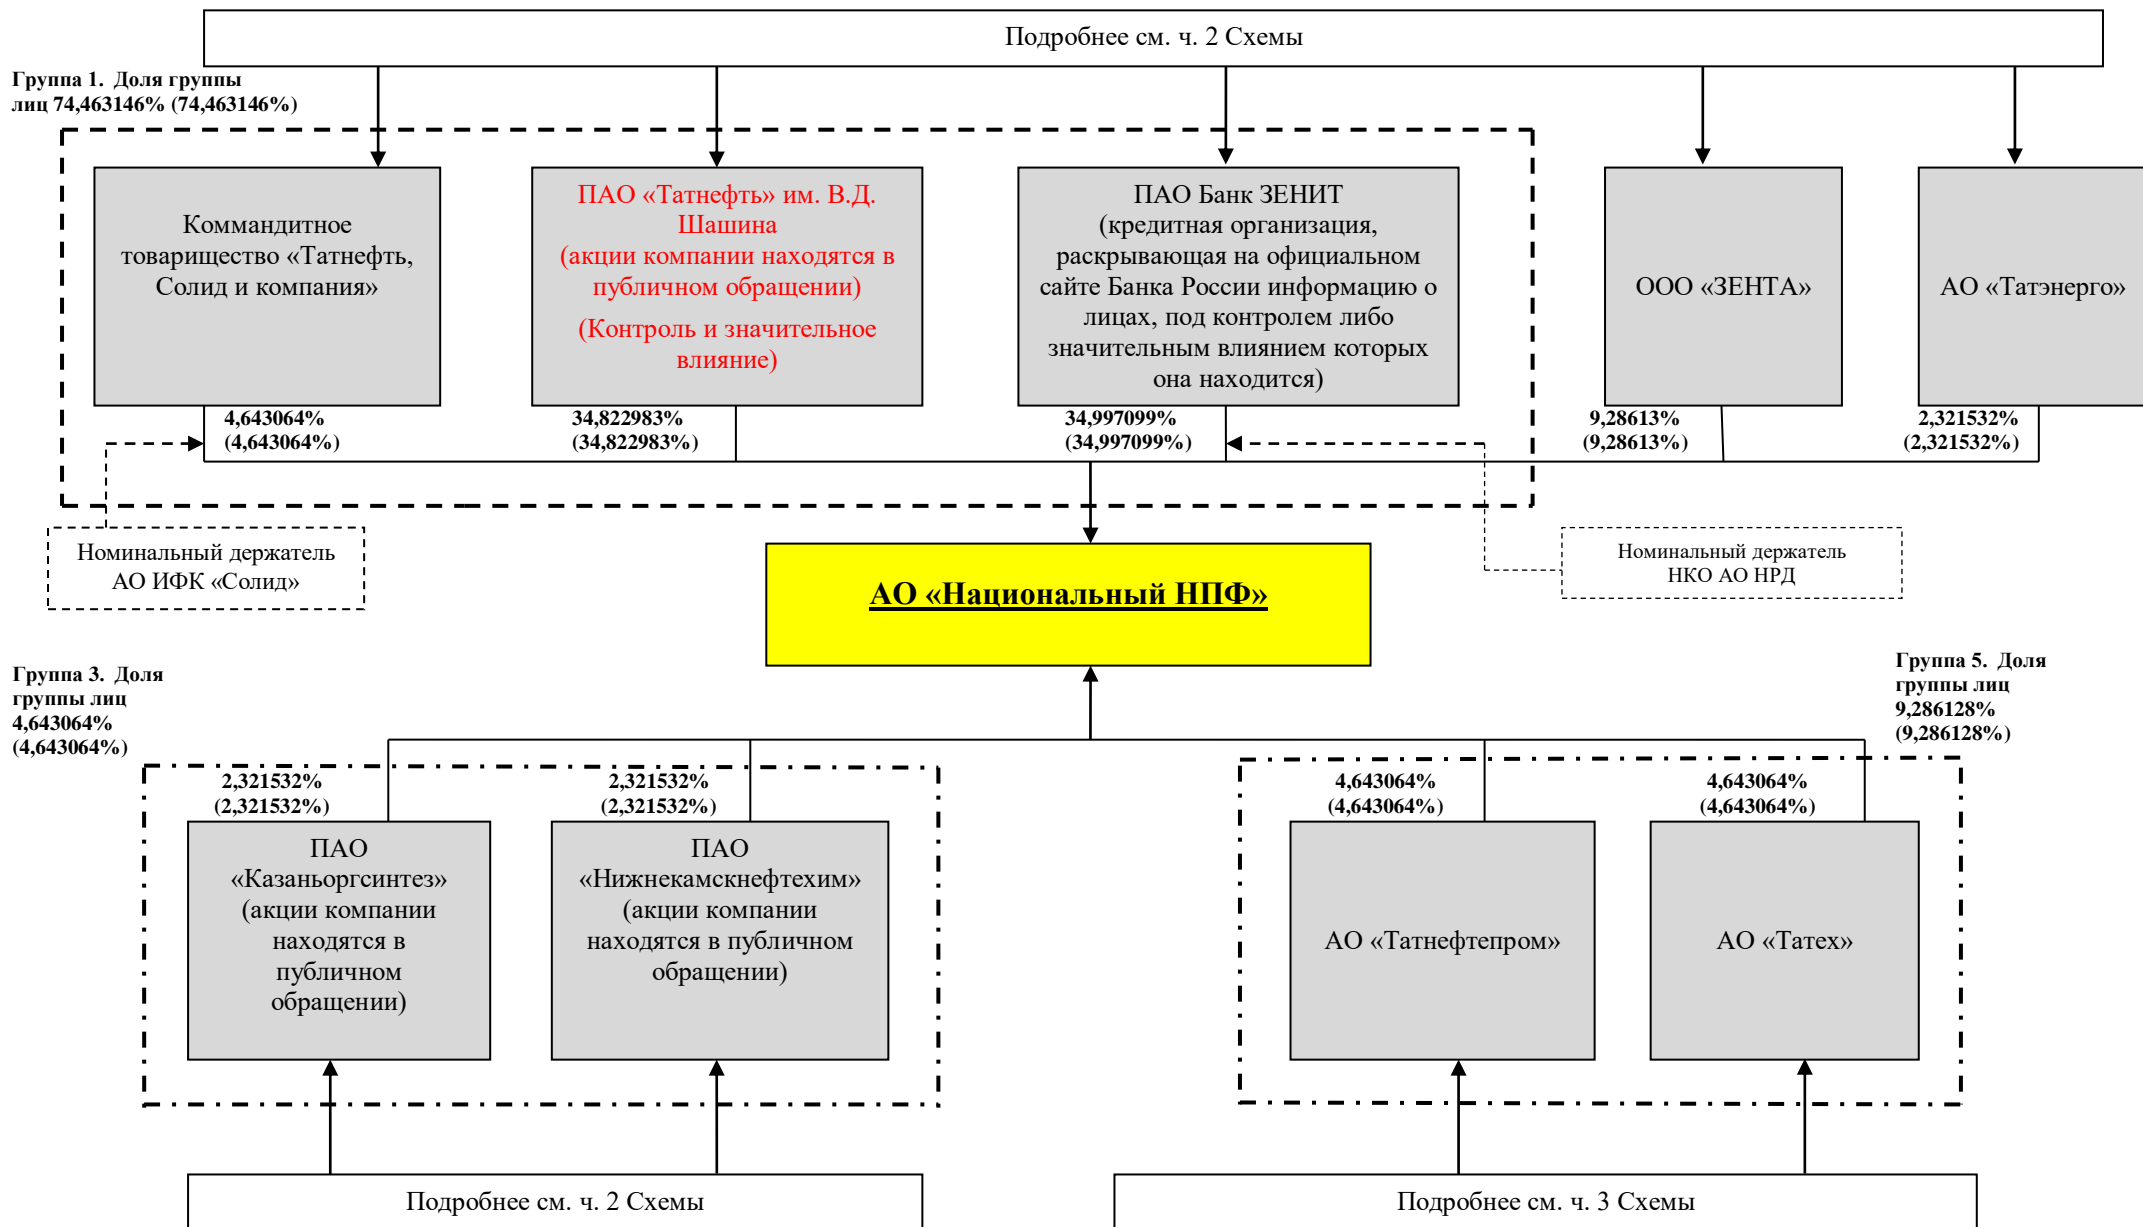 Подробнее см. ч. 2 Схемы
Группа 1.  Доля группы
лиц 74,463146% (74,463146%)
Коммандитное
товарищество «Татнефть,
Солид и компания»
ПАО «Татнефть» им. В.Д.
Шашина
(акции компании находятся в
публичном обращении)
(Контроль и значительное
влияние)
ПАО Банк ЗЕНИТ
(кредитная организация,
раскрывающая на официальном
сайте Банка России информацию о
лицах, под контролем либо
значительным влиянием которых
она находится)
ООО «ЗЕНТА»
АО «Татэнерго»
4,643064%
(4,643064%)
34,822983%
(34,822983%)
34,997099%
(34,997099%)
9,28613%
(9,28613%)
2,321532%
(2,321532%)
Номинальный держатель
АО ИФК «Солид»
АО «Национальный НПФ»
Номинальный держатель
НКО АО НРД
Группа 3.  Доля
группы лиц
4,643064%
(4,643064%)
Группа 5.  Доля
группы лиц
9,286128%
(9,286128%)
2,321532%
(2,321532%)
2,321532%
(2,321532%)
4,643064%
(4,643064%)
4,643064%
(4,643064%)
ПАО
«Казаньоргсинтез»
(акции компании
находятся в
публичном
обращении)
ПАО
«Нижнекамскнефтехим»
(акции компании
находятся в публичном
обращении)
АО «Татнефтепром»
АО «Татех»
Подробнее см. ч. 2 Схемы
Подробнее см. ч. 3 Схемы